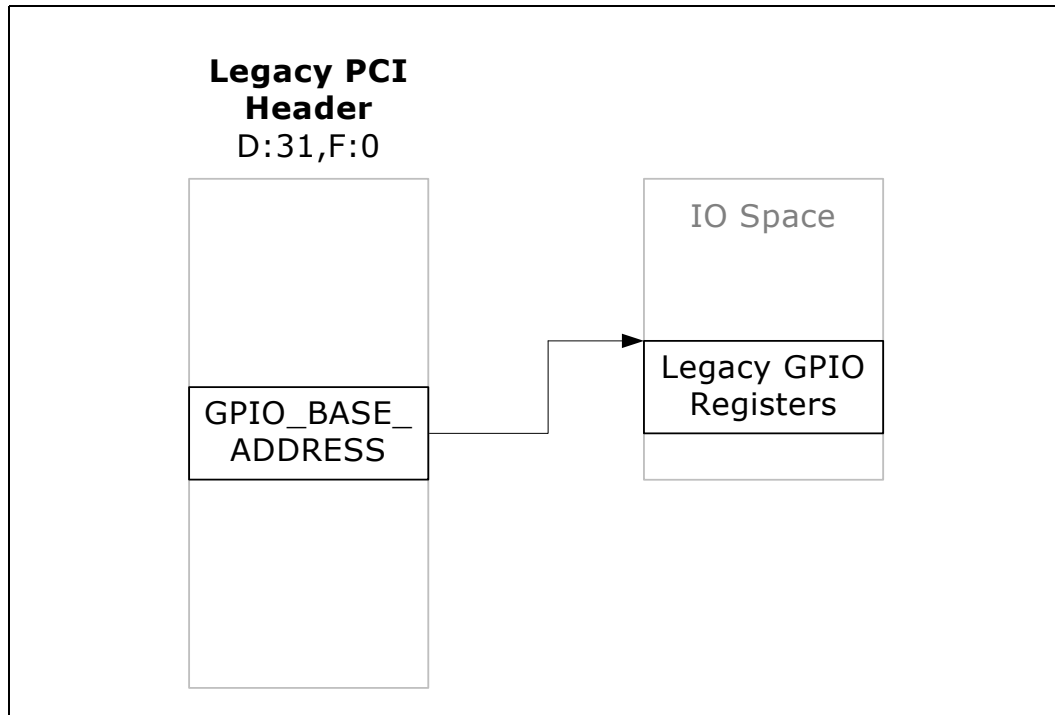 Legacy PCI
Header
D:31,F:0
IO Space
Legacy GPIO
Registers
GPIO_BASE_
ADDRESS